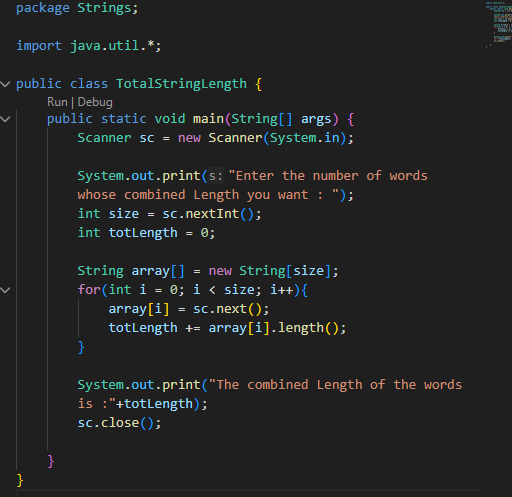 package Strings;
import java.util.*;
public class TotalStringLength {
Run | Debug
public static void main(String[] args) {
Scanner sc = new Scanner(System.in);
System.out.print(s:"Enter the number of words
whose combined Length you want : ");
int size = sc.nextInt();
int totLength = 0;
String array[] = new String[size];
for(int i = 0; i < size; i++){
array[i] = sc.next();
totLength += array[i].length();
}
System.out.print("The combined Length of the words
is :"+totLength);
sc.close();
}
}